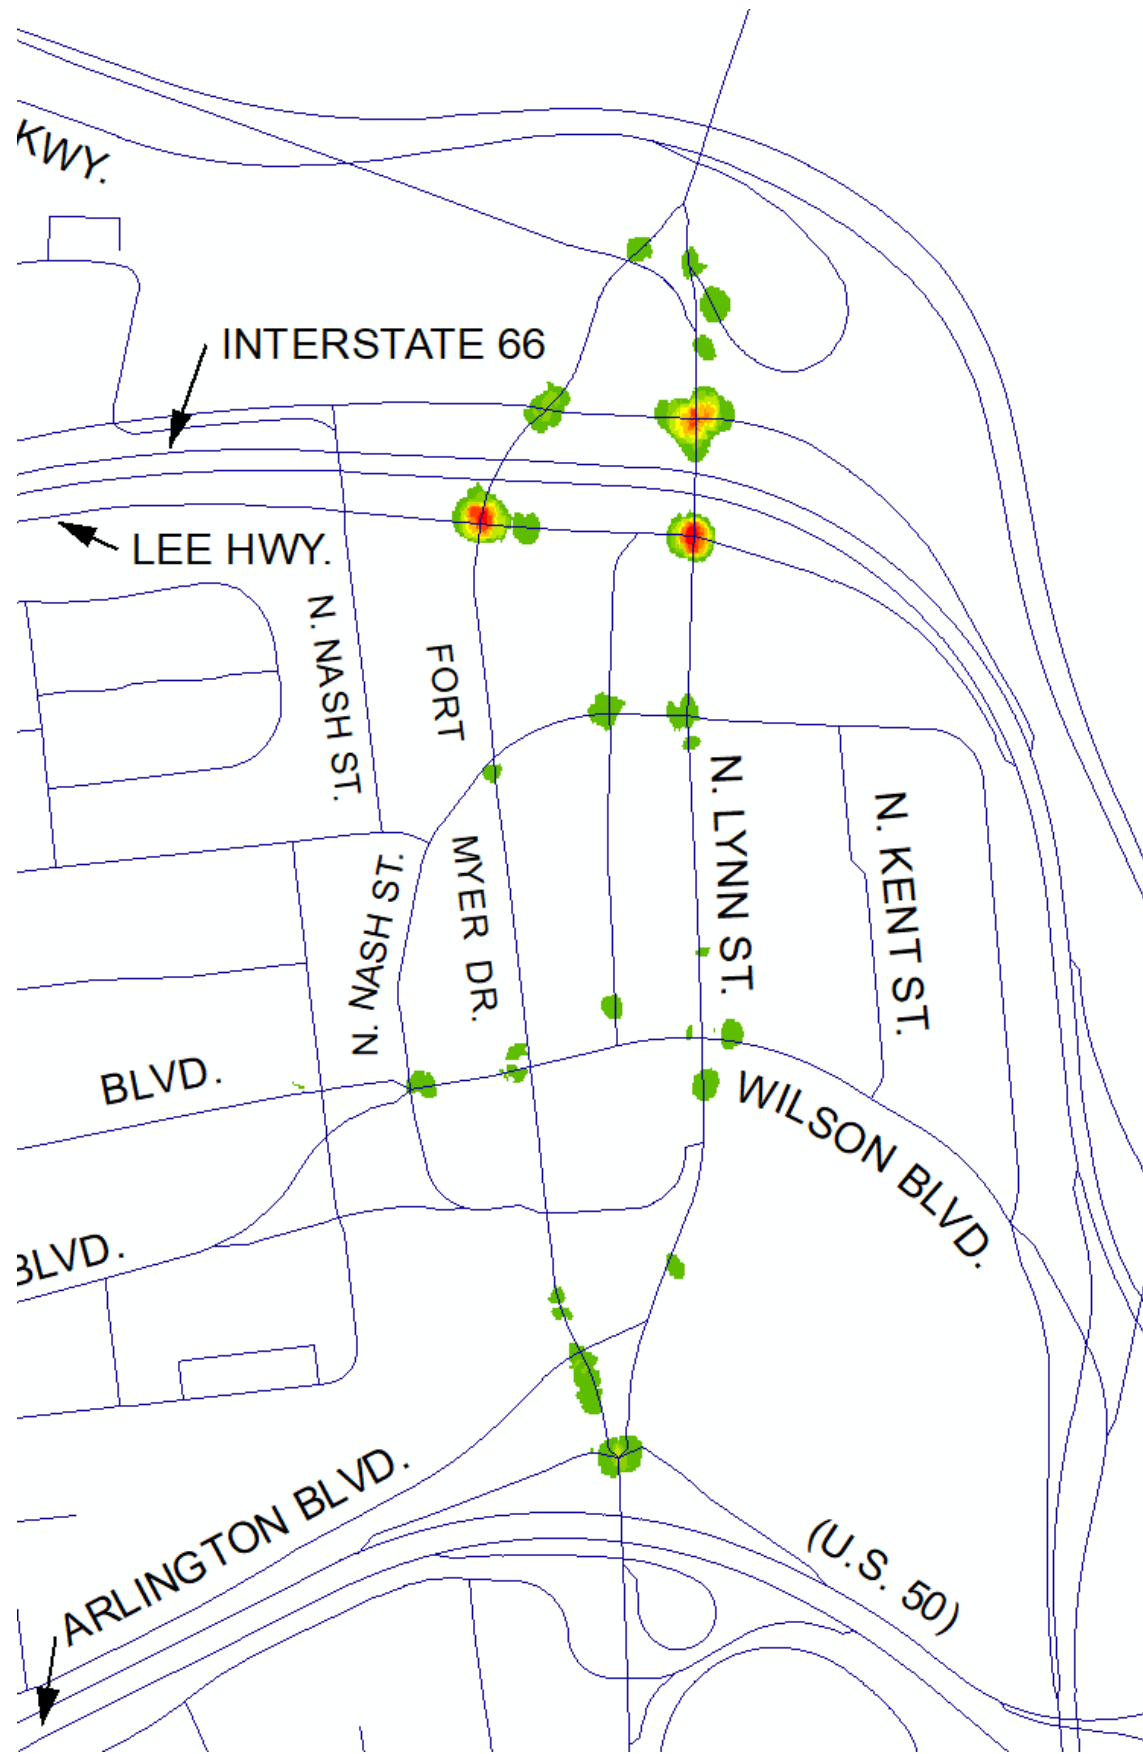 KWY.
INTERSTATE 66
LEE HWY.
N. NASH ST.
FORT
MYER DR.
N. NASH ST.
N. LYNN ST.
N. KENT ST.
BLVD.
WILSON BLVD.
BLVD.
ARLINGTON BLVD.
(U.S. 50)